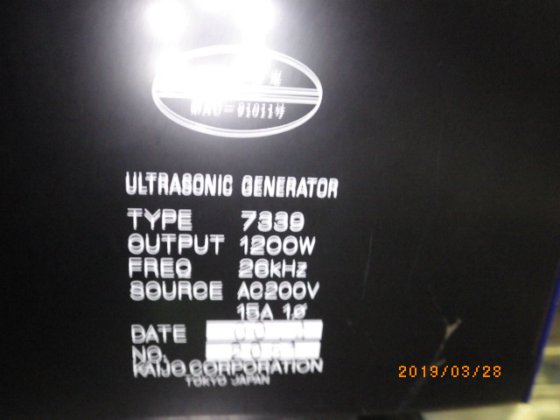 ULTRASONIC GENERATOR
TYPE 7339
OUTPUT 1200W
FREQ 26kHz
SOURCE AC200V
15A 1ø
DATE
NO.
KAIJO CORPORATION
TOKYO JAPAN
2019/03/28